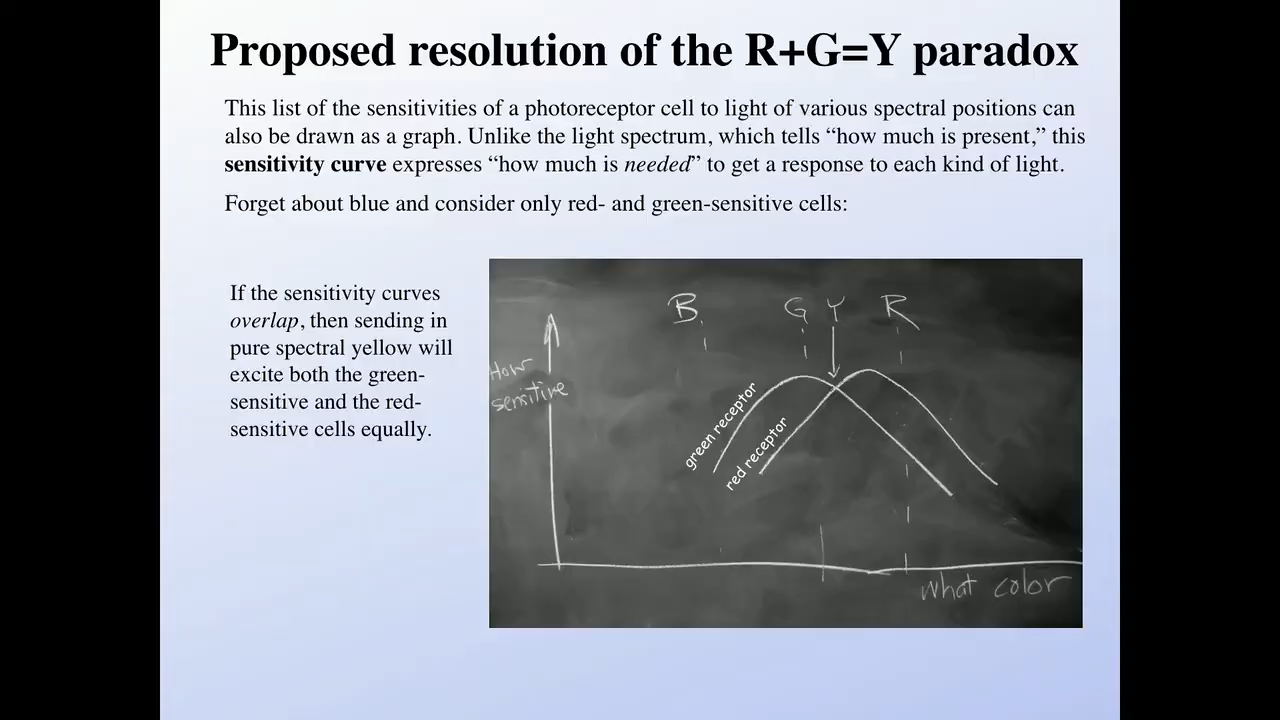 Proposed resolution of the R+G=Y paradox
This list of the sensitivities of a photoreceptor cell to light of various spectral positions can
also be drawn as a graph. Unlike the light spectrum, which tells “how much is present,” this
sensitivity curve expresses “how much is needed” to get a response to each kind of light.
Forget about blue and consider only red- and green-sensitive cells:
If the sensitivity curves
overlap, then sending in
pure spectral yellow will
excite both the green-
sensitive and the red-
sensitive cells equally.
B G Y R
How
sensitive
green receptor
red receptor
what color